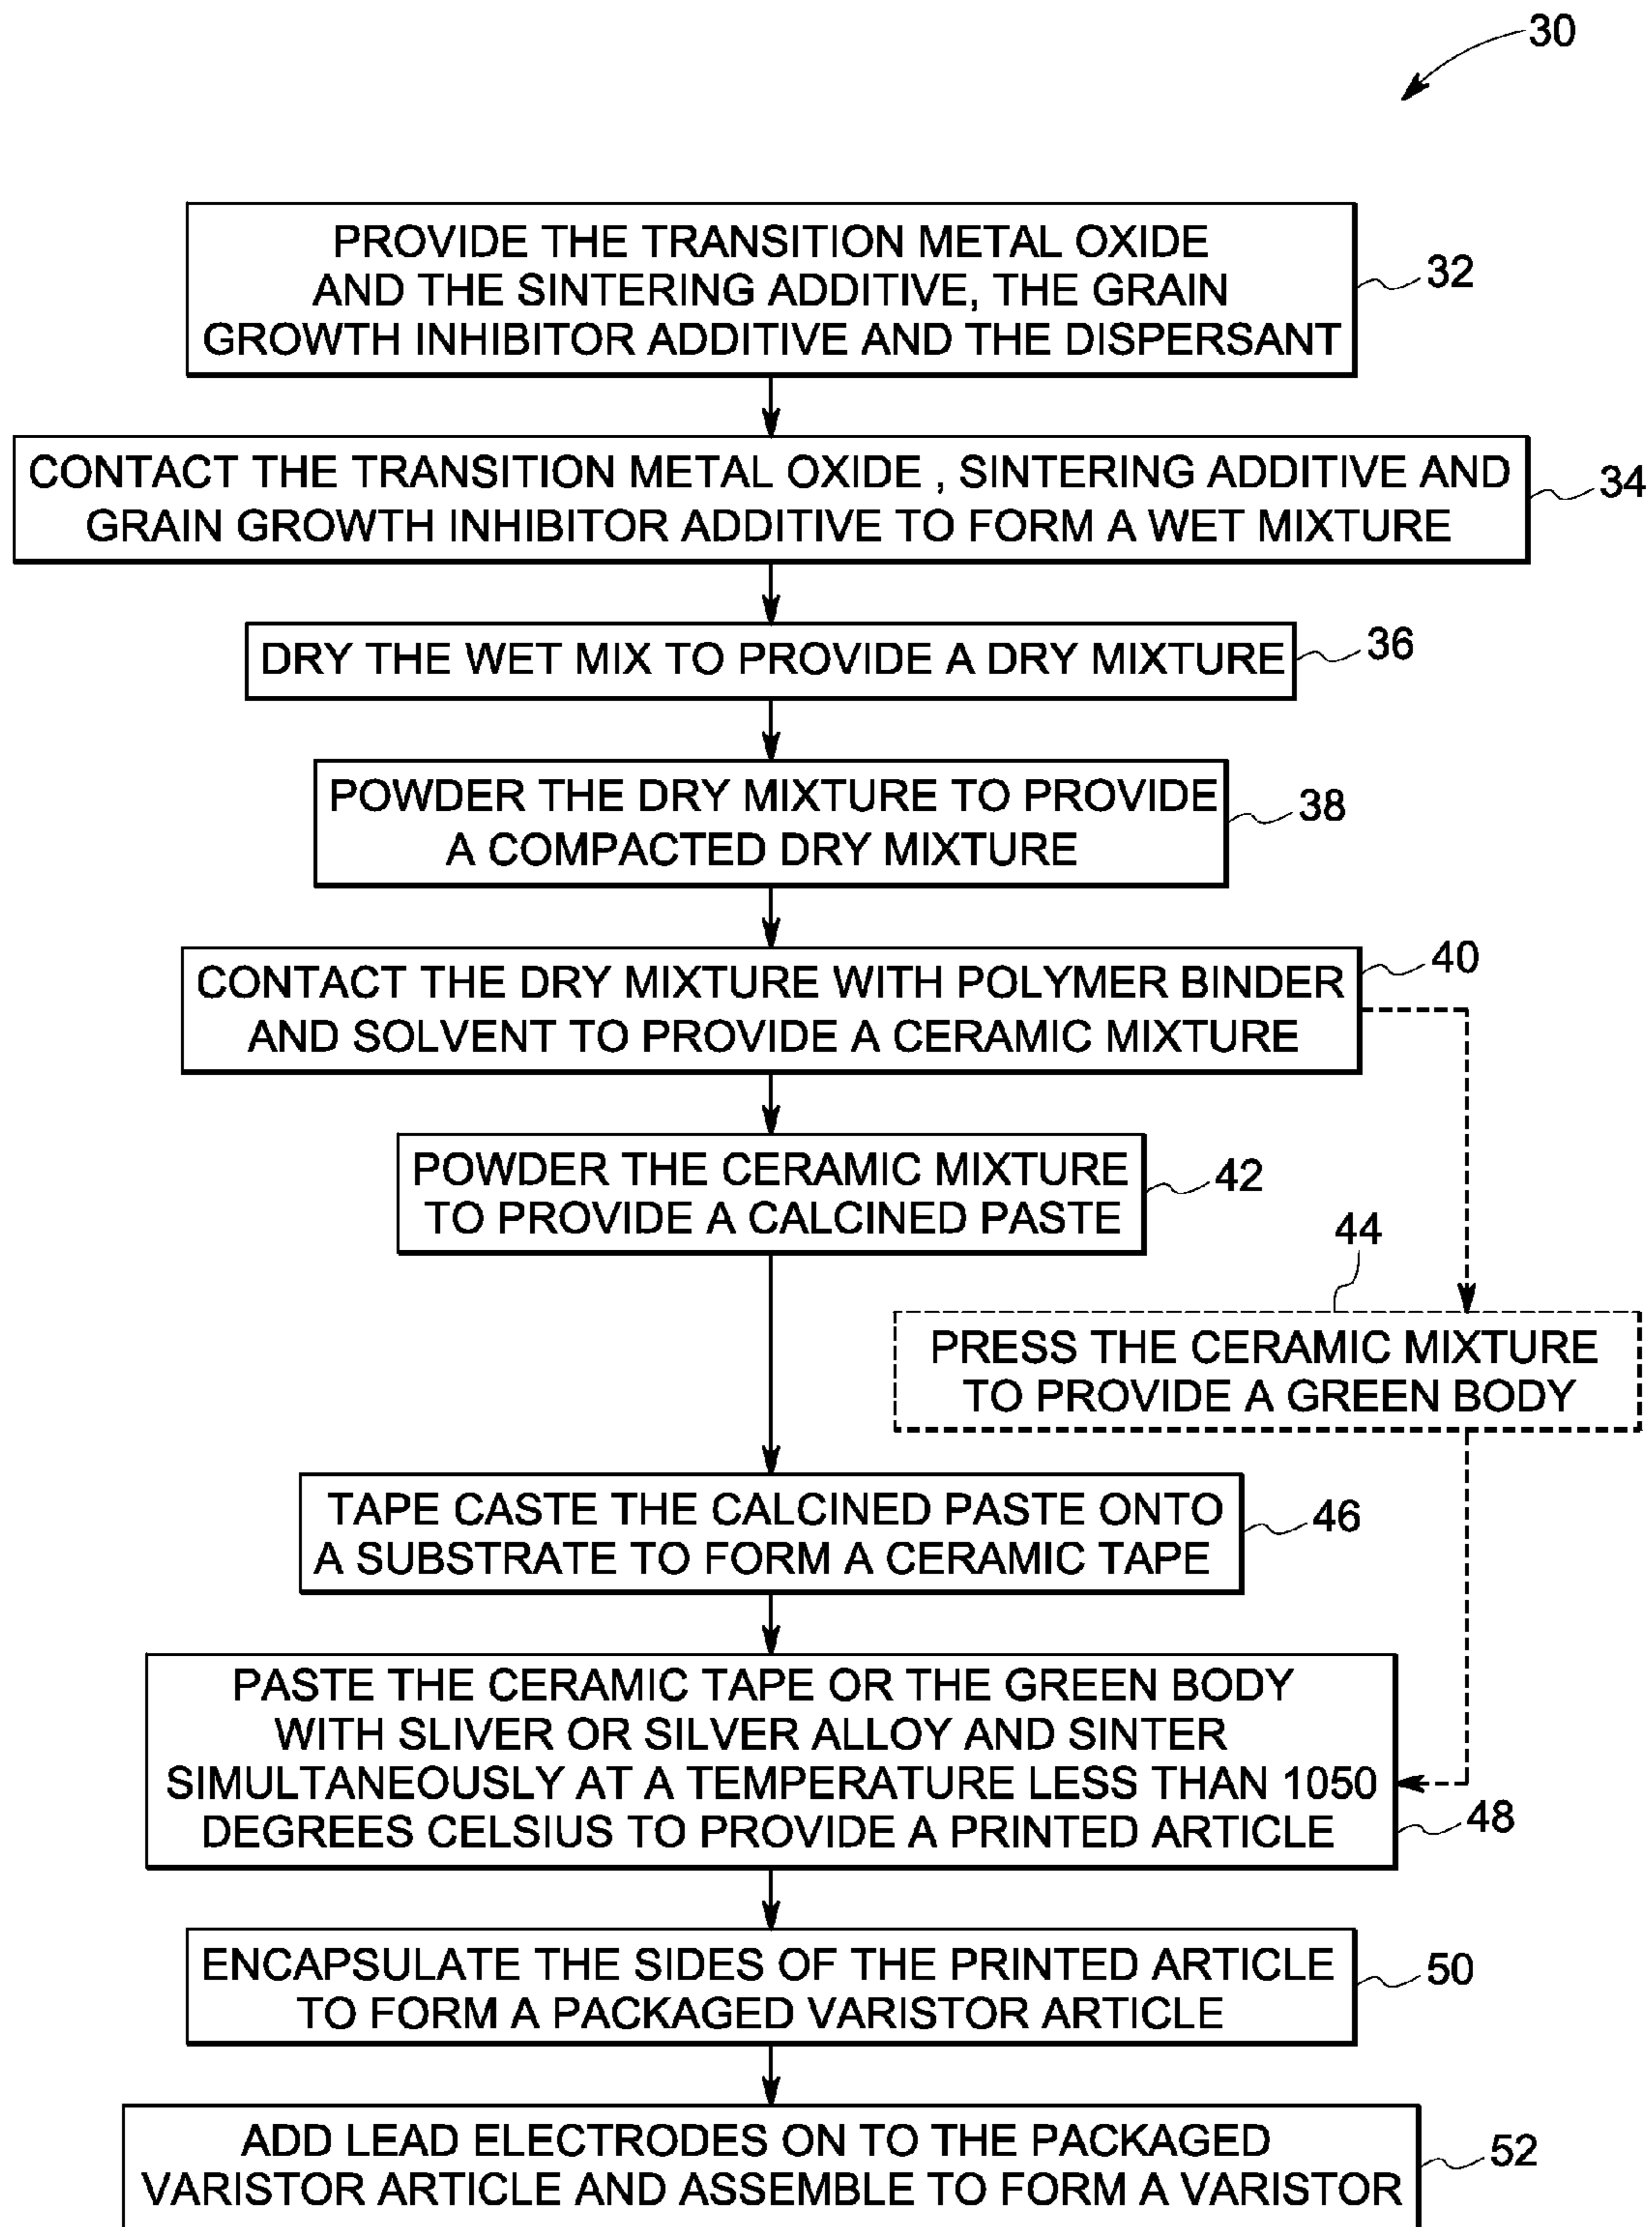 30
PROVIDE THE TRANSITION METAL OXIDE
AND THE SINTERING ADDITIVE, THE GRAIN
GROWTH INHIBITOR ADDITIVE AND THE DISPERSANT
32
CONTACT THE TRANSITION METAL OXIDE , SINTERING ADDITIVE AND
GRAIN GROWTH INHIBITOR ADDITIVE TO FORM A WET MIXTURE
34
DRY THE WET MIX TO PROVIDE A DRY MIXTURE
36
POWDER THE DRY MIXTURE TO PROVIDE
A COMPACTED DRY MIXTURE
38
CONTACT THE DRY MIXTURE WITH POLYMER BINDER
AND SOLVENT TO PROVIDE A CERAMIC MIXTURE
40
POWDER THE CERAMIC MIXTURE
TO PROVIDE A CALCINED PASTE
42
44
PRESS THE CERAMIC MIXTURE
TO PROVIDE A GREEN BODY
TAPE CASTE THE CALCINED PASTE ONTO
A SUBSTRATE TO FORM A CERAMIC TAPE
46
PASTE THE CERAMIC TAPE OR THE GREEN BODY
WITH SLIVER OR SILVER ALLOY AND SINTER
SIMULTANEOUSLY AT A TEMPERATURE LESS THAN 1050
DEGREES CELSIUS TO PROVIDE A PRINTED ARTICLE
48
ENCAPSULATE THE SIDES OF THE PRINTED ARTICLE
TO FORM A PACKAGED VARISTOR ARTICLE
50
ADD LEAD ELECTRODES ON TO THE PACKAGED
VARISTOR ARTICLE AND ASSEMBLE TO FORM A VARISTOR
52